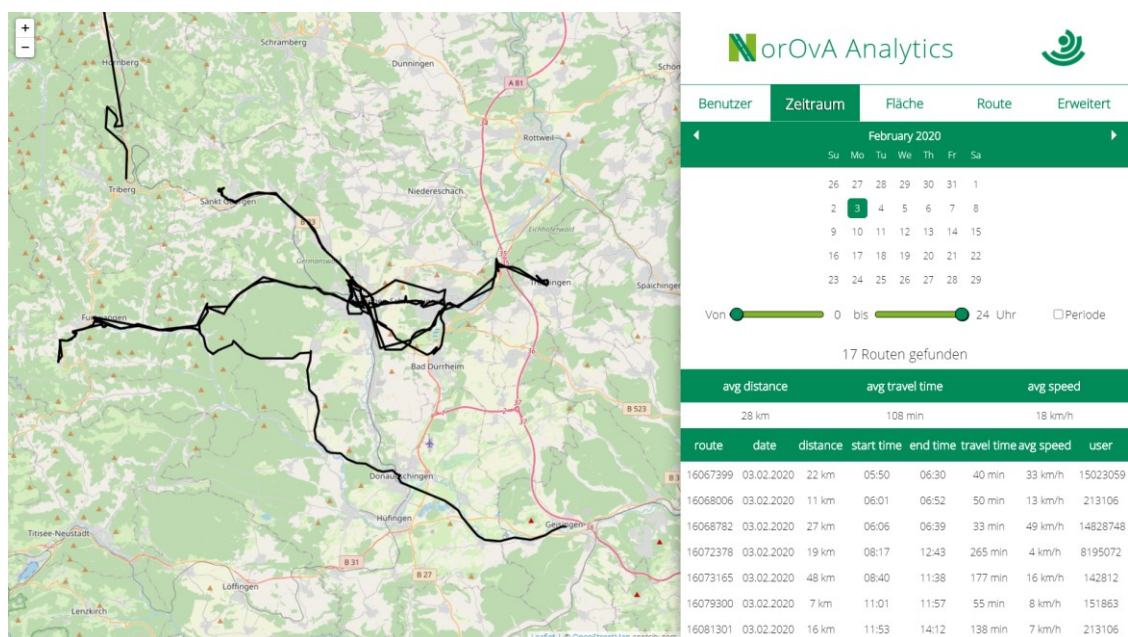 +
−
Schramberg
Dunningen
A 81
Hornberg
Rottweil
Triberg
Niedereschach
Sankt Georgen
B 33
Eschhofenwald
Germanswald
38
Trossingen
Spaichingen
36
Bad Dürrheim
37
B 523
Donaueschingen
Geisingen
38
Hüfingen
Titisee-Neustadt
B 31
B 27
Löffingen
Lenzkirch
Leaflet | © OpenStreetMap contributors
NorOvA Analytics
Benutzer Zeitraum Fläche Route Erweitert
February 2020
Su Mo Tu We Th Fr Sa
26 27 28 29 30 31 1
2 3 4 5 6 7 8
9 10 11 12 13 14 15
16 17 18 19 20 21 22
23 24 25 26 27 28 29
Von 0 bis 24 Uhr Periode
17 Routen gefunden
avg distance avg travel time avg speed
28 km 108 min 18 km/h
route date distance start time end time travel time avg speed user
16067399 03.02.2020 22 km 05:50 06:30 40 min 33 km/h 15023059
16068006 03.02.2020 11 km 06:01 06:52 50 min 13 km/h 213106
16068782 03.02.2020 27 km 06:06 06:39 33 min 49 km/h 14828748
16072378 03.02.2020 19 km 08:17 12:43 265 min 4 km/h 8195072
16073165 03.02.2020 48 km 08:40 11:38 177 min 16 km/h 142812
16079300 03.02.2020 7 km 11:01 11:57 55 min 8 km/h 151863
16081301 03.02.2020 16 km 11:53 14:12 138 min 7 km/h 213106